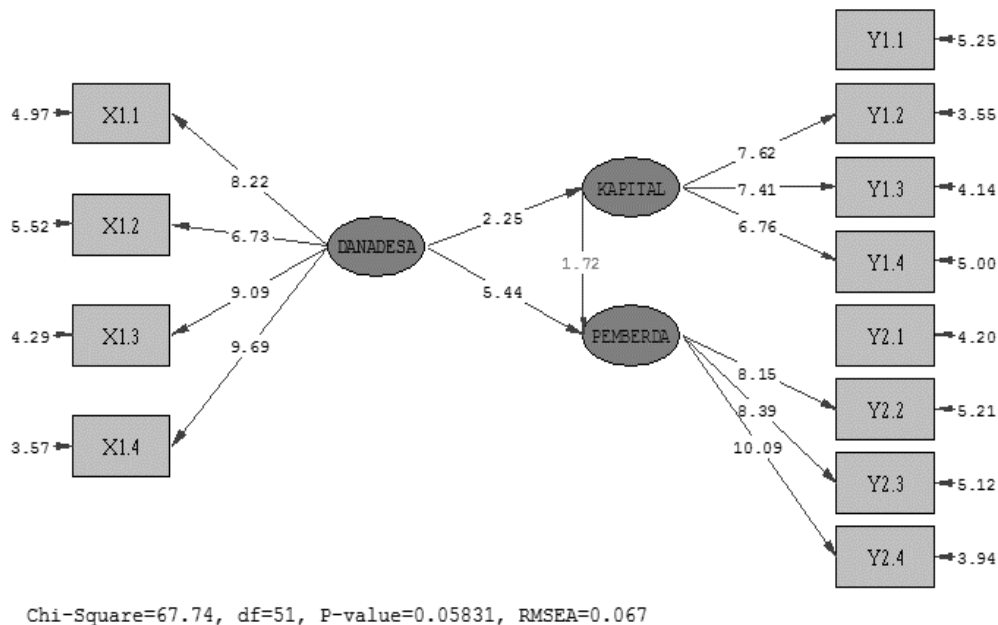 Y1.1
5.25
4.97
X1.1
Y1.2
3.55
8.22
7.62
KAPITAL
7.41
Y1.3
4.14
5.52
X1.2
6.73
2.25
6.76
DANADESA
1.72
Y1.4
5.00
9.09
5.44
4.29
X1.3
9.69
PEMBERDA
Y2.1
4.20
8.15
8.39
Y2.2
5.21
3.57
X1.4
10.09
Y2.3
5.12
Y2.4
3.94
Chi-Square=67.74, df=51, P-value=0.05831, RMSEA=0.067